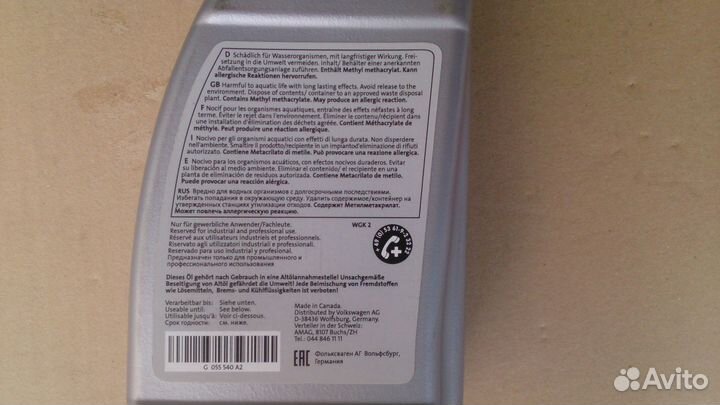 D Schädlich für Wasserorganismen, mit langfristiger Wirkung. Frei-
setzung in die Umwelt vermeiden. Inhalt/ Behälter einer anerkannten
Abfallentsorgungsanlage zuführen. Enthält Methyl methacrylat. Kann
allergische Reaktionen hervorrufen.
GB Harmful to aquatic life with long lasting effects. Avoid release to the
environment. Dispose of contents/ container to an approved waste disposal
plant. Contains Methyl methacrylate. May produce an allergic reaction.
F Nocif pour les organismes aquatiques, entraîne des effets néfastes à long
terme. Éviter le rejet dans l'environnement. Éliminer le contenu/récipient dans
une installation d'élimination des déchets agréée. Contient Méthacrylate de
méthyle. Peut produire une réaction allergique.
I Nocivo per gli organismi acquatici con effetti di lunga durata. Non disperdere
nell'ambiente. Smaltire il prodotto/recipiente in un impiantod'eliminazione di rifiuti
autorizzato. Contiene Metacrilato di metile. Può provocare una reazione allergica.
E Nocivo para los organismos acuáticos, con efectos nocivos duraderos. Evitar
su liberación al medio ambiente. Eliminar el contenido/ el recipiente en una
planta de eliminación de residuos autorizada. Contiene Metacrilato de metilo.
Puede provocar una reacción alérgica.
RUS Вредно для водных организмов с долгосрочными последствиями.
Избегать попадания в окружающую среду. Сдавать содержимое/контейнер на
утвержденных станциях утилизации отходов. Содержит Метилметакрилат.
Может повлечь аллергическую реакцию.
Nur für gewerbliche Anwender/Fachleute.
Reserved for industrial and professional use.
Réservé aux utilisateurs industriels et professionnels.
Riservato agli utilizzatori industriali e professionali.
Reservado para uso industrial y profesional.
Предназначен только для промышленного и
профессионального использования
WGK 2
+49 (0) 53 61-9-2 32 22
Dieses Öl gehört nach Gebrauch in eine Altölannahmestelle! Unsachgemäße
Beseitigung von Altöl gefährdet die Umwelt! Jede Beimischung von Fremdstoffen
wie Lösemitteln, Brems- und Kühlflüssigkeiten ist verboten!
Verarbeitbar bis: Siehe unten.
Useable until: See below.
Utilisable jusqu'à: Voir ci-dessous.
Срок годности: см. ниже.
Made in Canada.
Distributed by Volkswagen AG
D-38436 Wolfsburg, Germany.
Vertreiler in der Schweiz:
AMAG, 8107 Buchs/ZH
Tel. 044 846 11 11
G 055 540 A2
EAC Фольксваген АГ Вольфсбург,
Германия
Avito